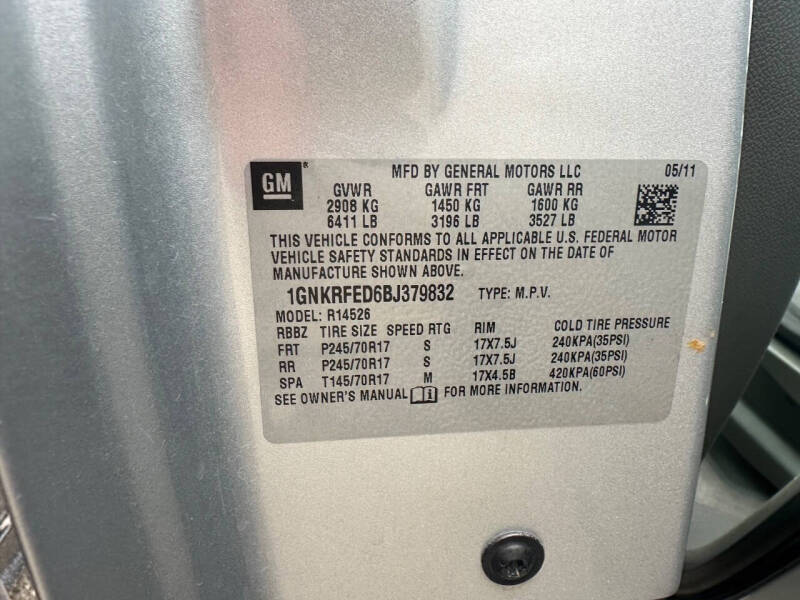 GM ®
MFD BY GENERAL MOTORS LLC 05/11
GVWR GAWR FRT GAWR RR
2908 KG 1450 KG 1600 KG
6411 LB 3196 LB 3527 LB
THIS VEHICLE CONFORMS TO ALL APPLICABLE U.S. FEDERAL MOTOR
VEHICLE SAFETY STANDARDS IN EFFECT ON THE DATE OF
MANUFACTURE SHOWN ABOVE.
1GNKRFED6BJ379832 TYPE: M.P.V.
MODEL: R14526
RBBZ TIRE SIZE SPEED RTG RIM COLD TIRE PRESSURE
FRT P245/70R17 S 17X7.5J 240KPA(35PSI)
RR P245/70R17 S 17X7.5J 240KPA(35PSI)
SPA T145/70R17 M 17X4.5B 420KPA(60PSI)
SEE OWNER'S MANUAL i FOR MORE INFORMATION.